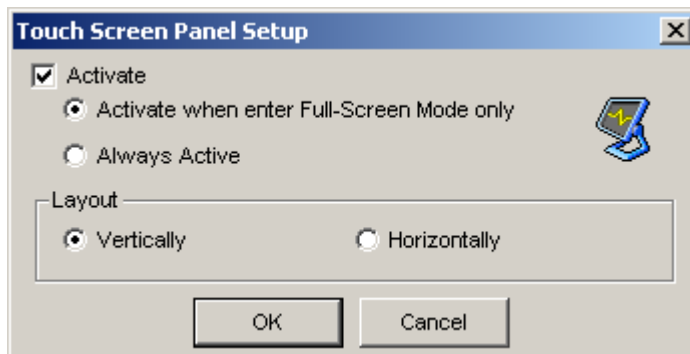 Touch Screen Panel Setup
Activate
Activate when enter Full-Screen Mode only
Always Active
Layout
Vertically Horizontally
OK Cancel